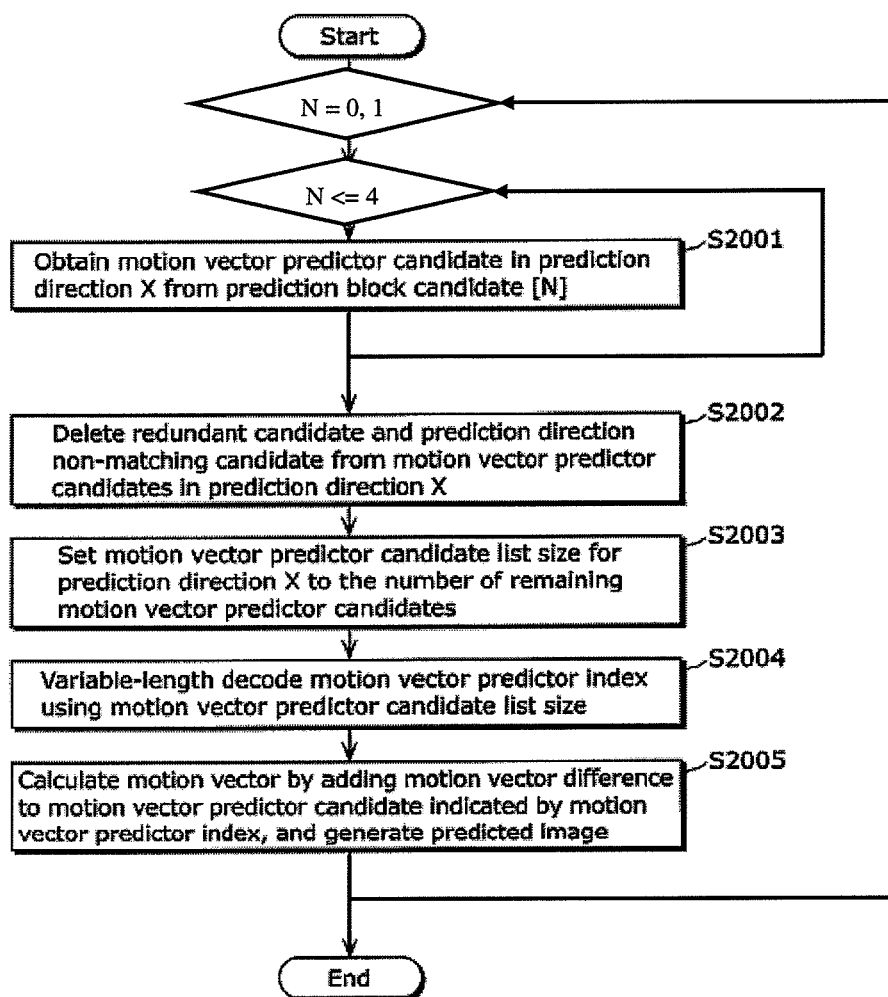 Start
N = 0, 1
N <= 4
S2001
Obtain motion vector predictor candidate in prediction
direction X from prediction block candidate [N]
S2002
Delete redundant candidate and prediction direction
non-matching candidate from motion vector predictor
candidates in prediction direction X
S2003
Set motion vector predictor candidate list size for
prediction direction X to the number of remaining
motion vector predictor candidates
S2004
Variable-length decode motion vector predictor index
using motion vector predictor candidate list size
S2005
Calculate motion vector by adding motion vector difference
to motion vector predictor candidate indicated by motion
vector predictor index, and generate predicted image
End